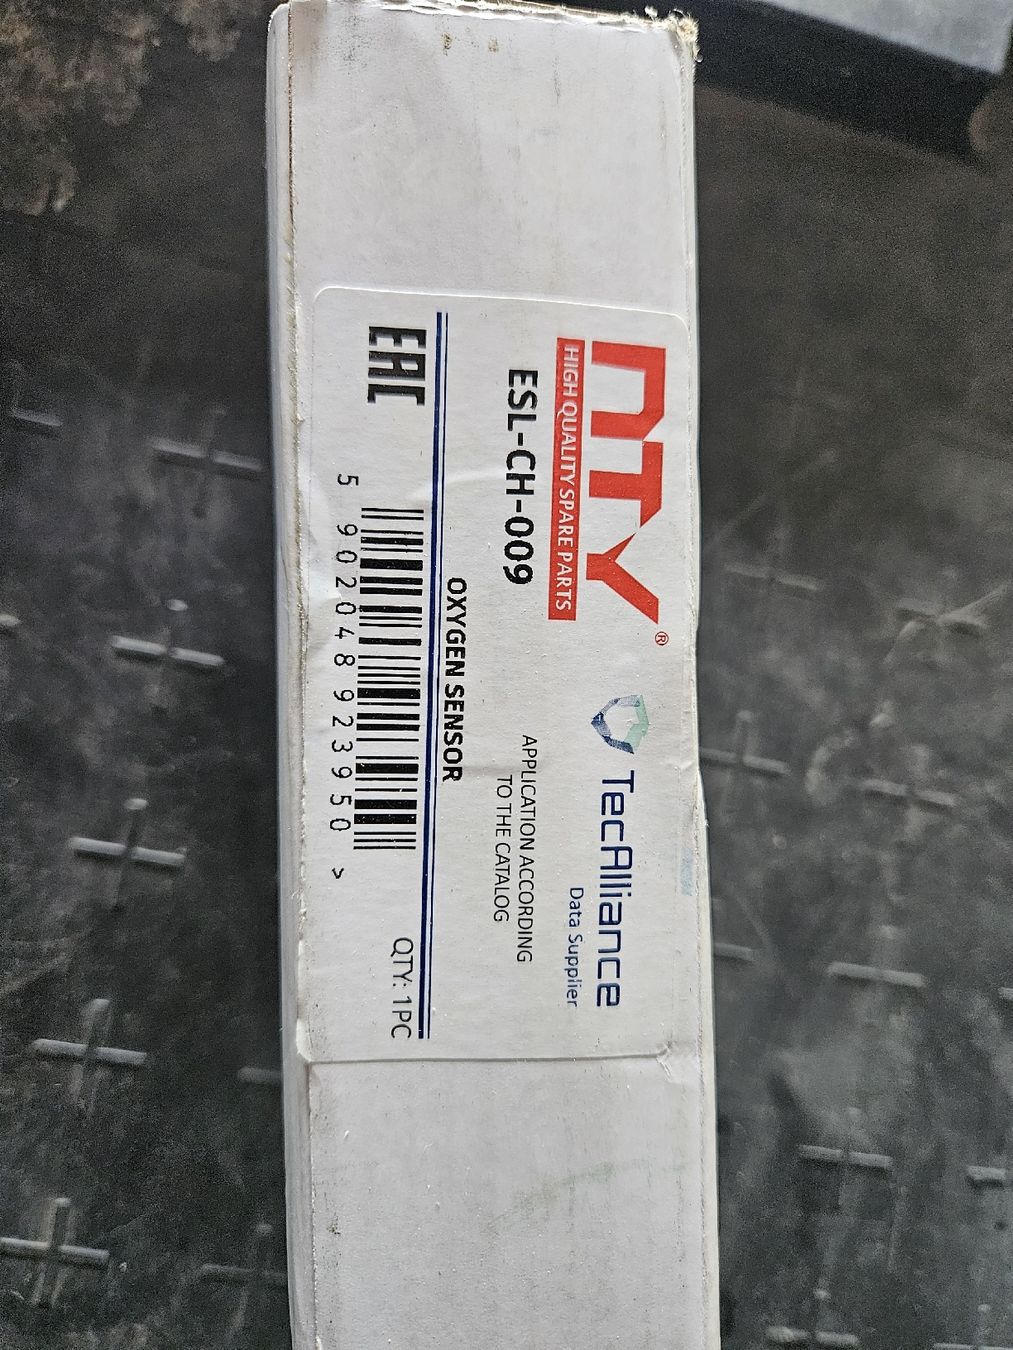 NTY®
HIGH QUALITY SPARE PARTS
TecAlliance
Data Supplier
ESL-CH-009
APPLICATION ACCORDING
TO THE CATALOG
OXYGEN SENSOR
EAC
5 902048 923950 >
QTY: 1PC